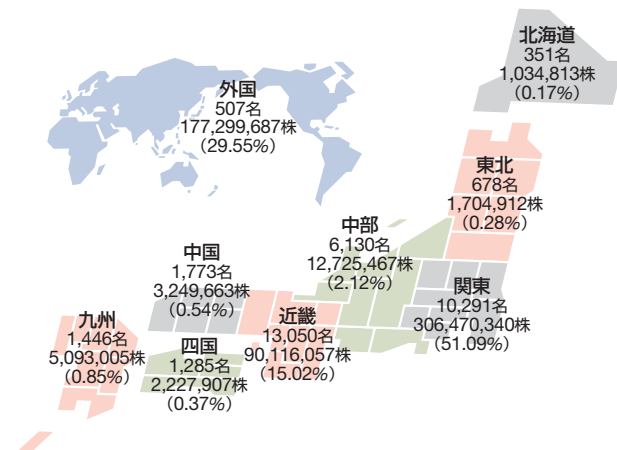 北海道
351名
1,034,813株
(0.17%)
外国
507名
177,299,687株
(29.55%)
東北
678名
1,704,912株
(0.28%)
中部
6,130名
12,725,467株
(2.12%)
中国
1,773名
3,249,663株
(0.54%)
関東
10,291名
306,470,340株
(51.09%)
近畿
13,050名
90,116,057株
(15.02%)
九州
1,446名
5,093,005株
(0.85%)
四国
1,285名
2,227,907株
(0.37%)